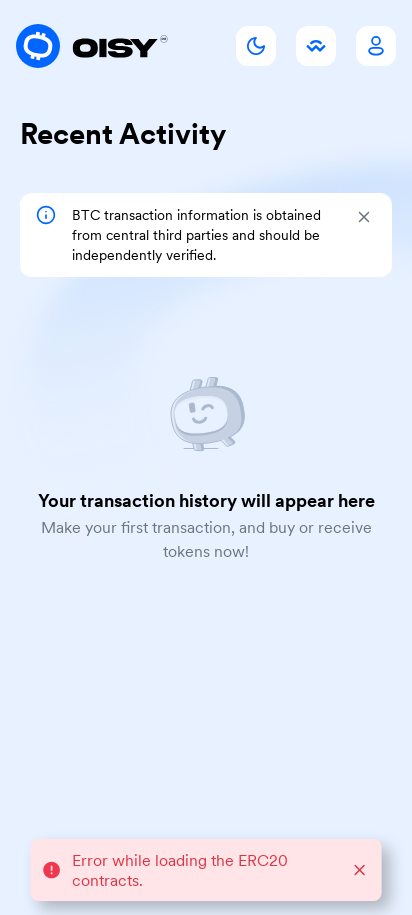 OISY
Recent Activity
BTC transaction information is obtained
from central third parties and should be
independently verified.
Your transaction history will appear here
Make your first transaction, and buy or receive
tokens now!
Error while loading the ERC20
contracts.